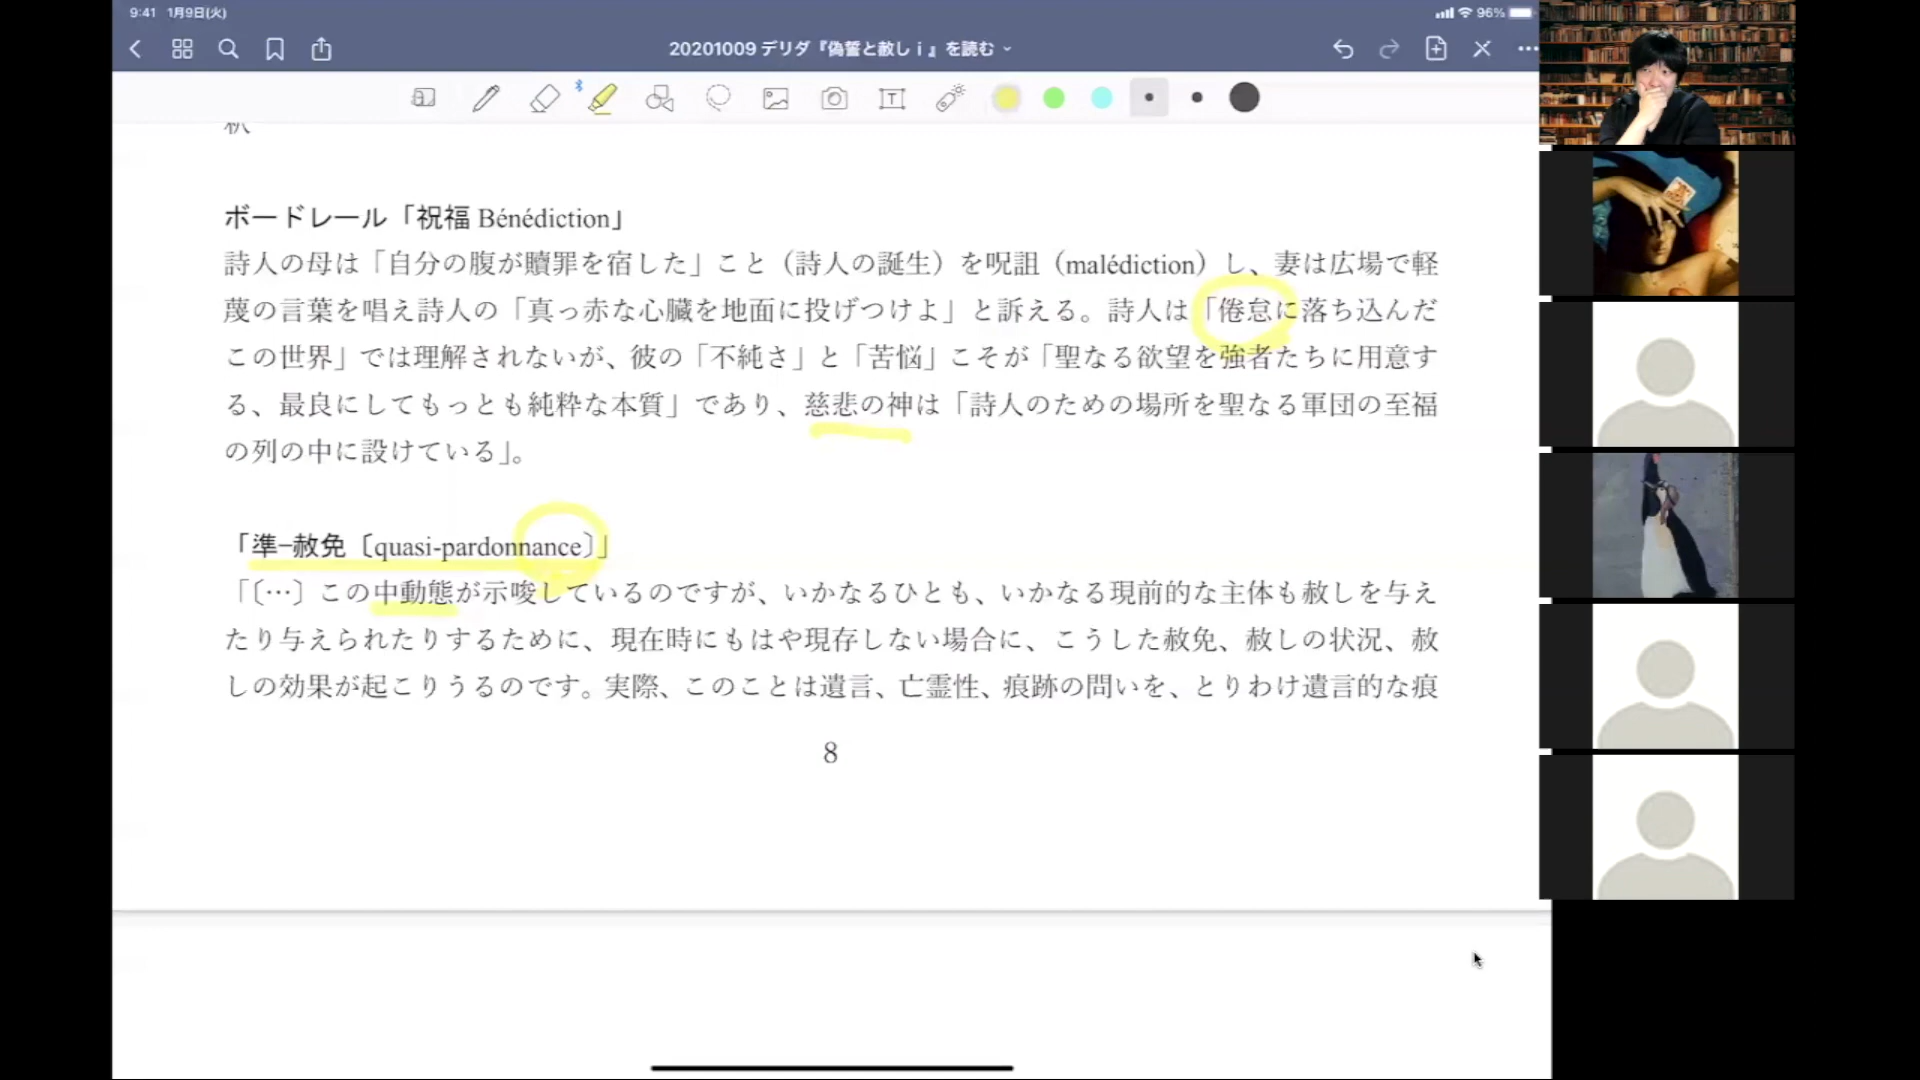 9:41 1月9日(火)
96%
20201009 デリダ『偽誓と赦しⅰ』を読む
釈
ボードレール「祝福 Bénédiction」
詩人の母は「自分の腹が贖罪を宿した」こと（詩人の誕生）を呪詛（malédiction）し、妻は広場で軽
蔑の言葉を唱え詩人の「真っ赤な心臓を地面に投げつけよ」と訴える。詩人は「倦怠に落ち込んだ
この世界」では理解されないが、彼の「不純さ」と「苦悩」こそが「聖なる欲望を強者たちに用意す
る、最良にしてもっとも純粋な本質」であり、慈悲の神は「詩人のための場所を聖なる軍団の至福
の列の中に設けている」。
「準–赦免〔quasi-pardonnance〕」
「〔…〕この中動態が示唆しているのですが、いかなるひとも、いかなる現前的な主体も赦しを与え
たり与えられたりするために、現在時にもはや現存しない場合に、こうした赦免、赦しの状況、赦
しの効果が起こりうるのです。実際、このことは遺言、亡霊性、痕跡の問いを、とりわけ遺言的な痕
8